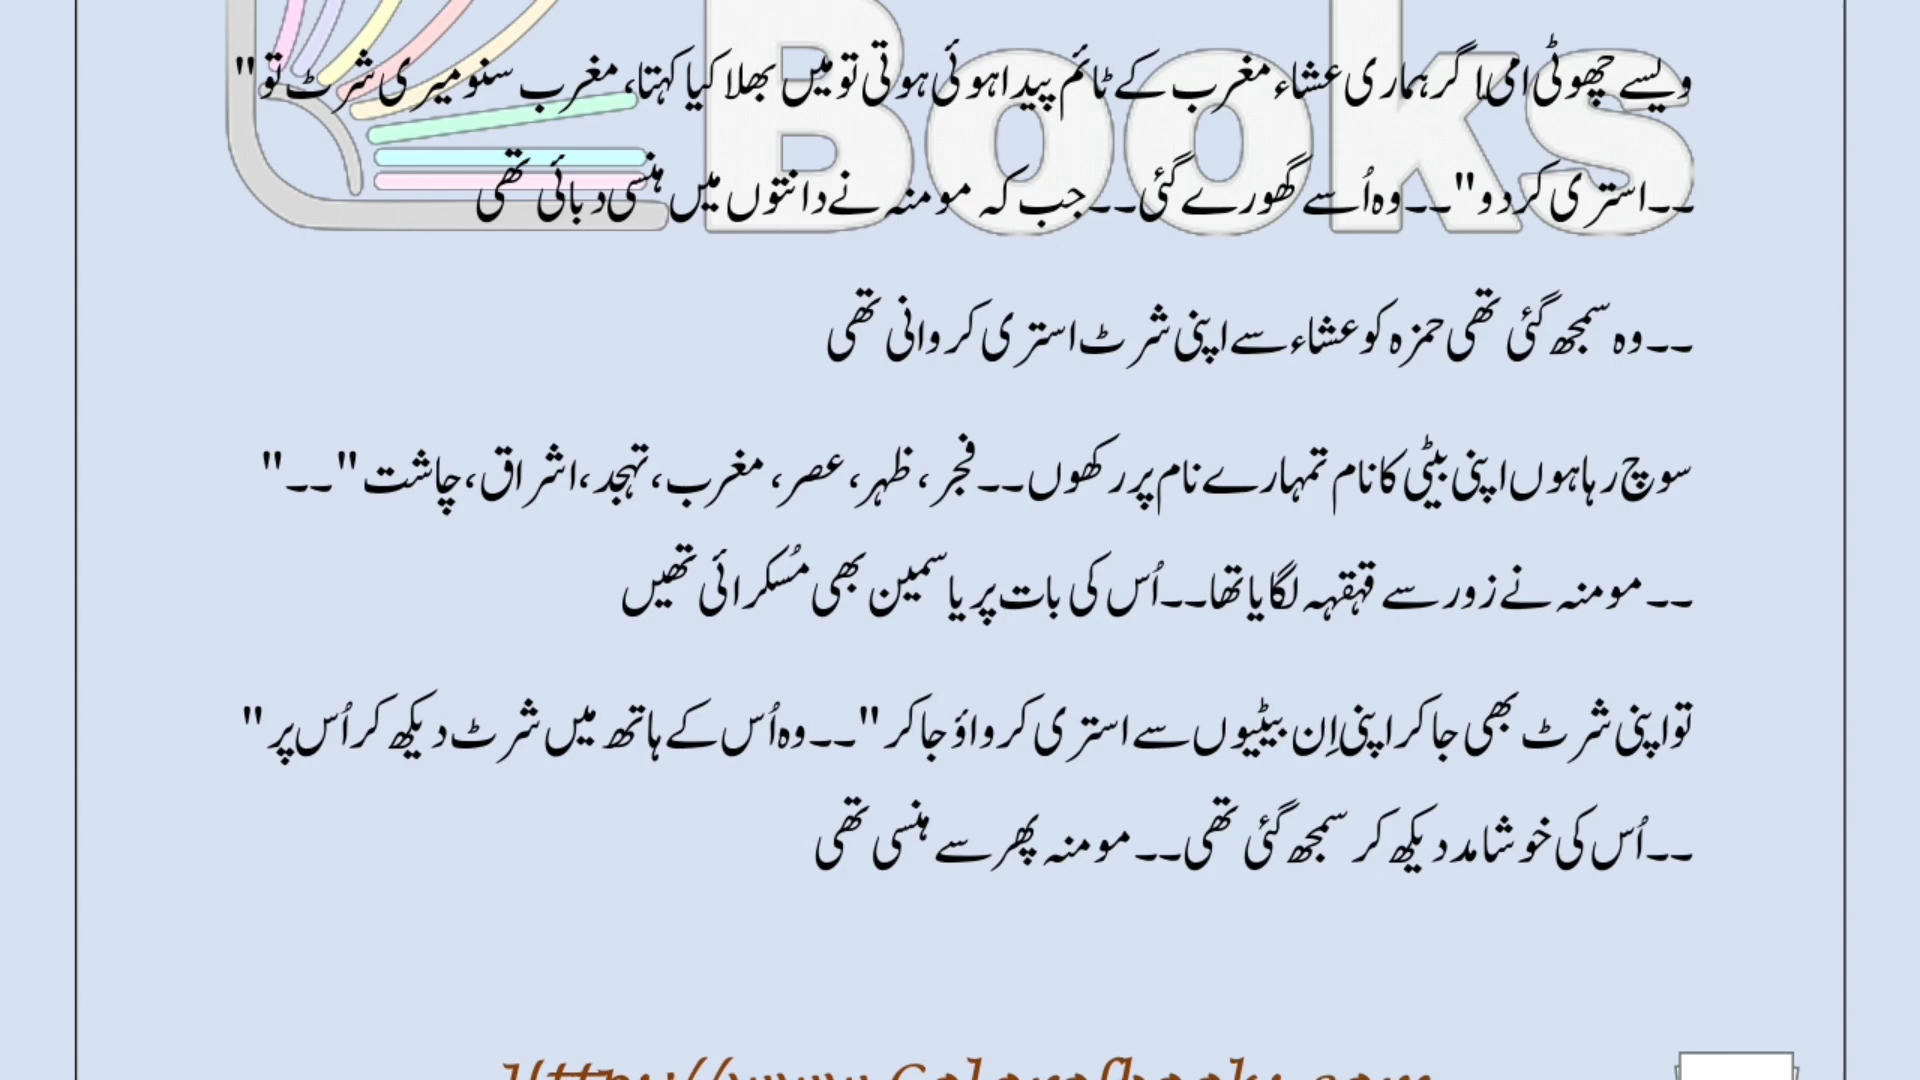 Books
ویسے چھوٹی امی اگر ہماری عشاء مغرب کے ٹائم پیدا ہوئی ہوتی تو میں بھلا کیا کہتا، مغرب سنو میری شرٹ تو"
۔۔استری کر دو"۔۔وہ اُسے گھورے گئی۔۔جب کہ مومنہ نے دانتوں میں ہنسی دبائی تھی
۔۔وہ سمجھ گئی تھی حمزہ کو عشاء سے اپنی شرٹ استری کروانی تھی
سوچ رہا ہوں اپنی بیٹی کا نام تمہارے نام پر رکھوں۔۔فجر، ظہر، عصر، مغرب، تہجد، اشراق، چاشت"۔۔"
۔۔مومنہ نے زور سے قہقہہ لگایا تھا۔۔اُس کی بات پر یاسمین بھی مُسکرائی تھیں
تو اپنی شرٹ بھی جا کر اپنی اِن بیٹیوں سے استری کرواؤ جا کر"۔۔وہ اُس کے ہاتھ میں شرٹ دیکھ کر اُس پر"
۔۔اُس کی خوشامد دیکھ کر سمجھ گئی تھی۔۔مومنہ پھر سے ہنسی تھی
Http://www.Colorofbooks.com